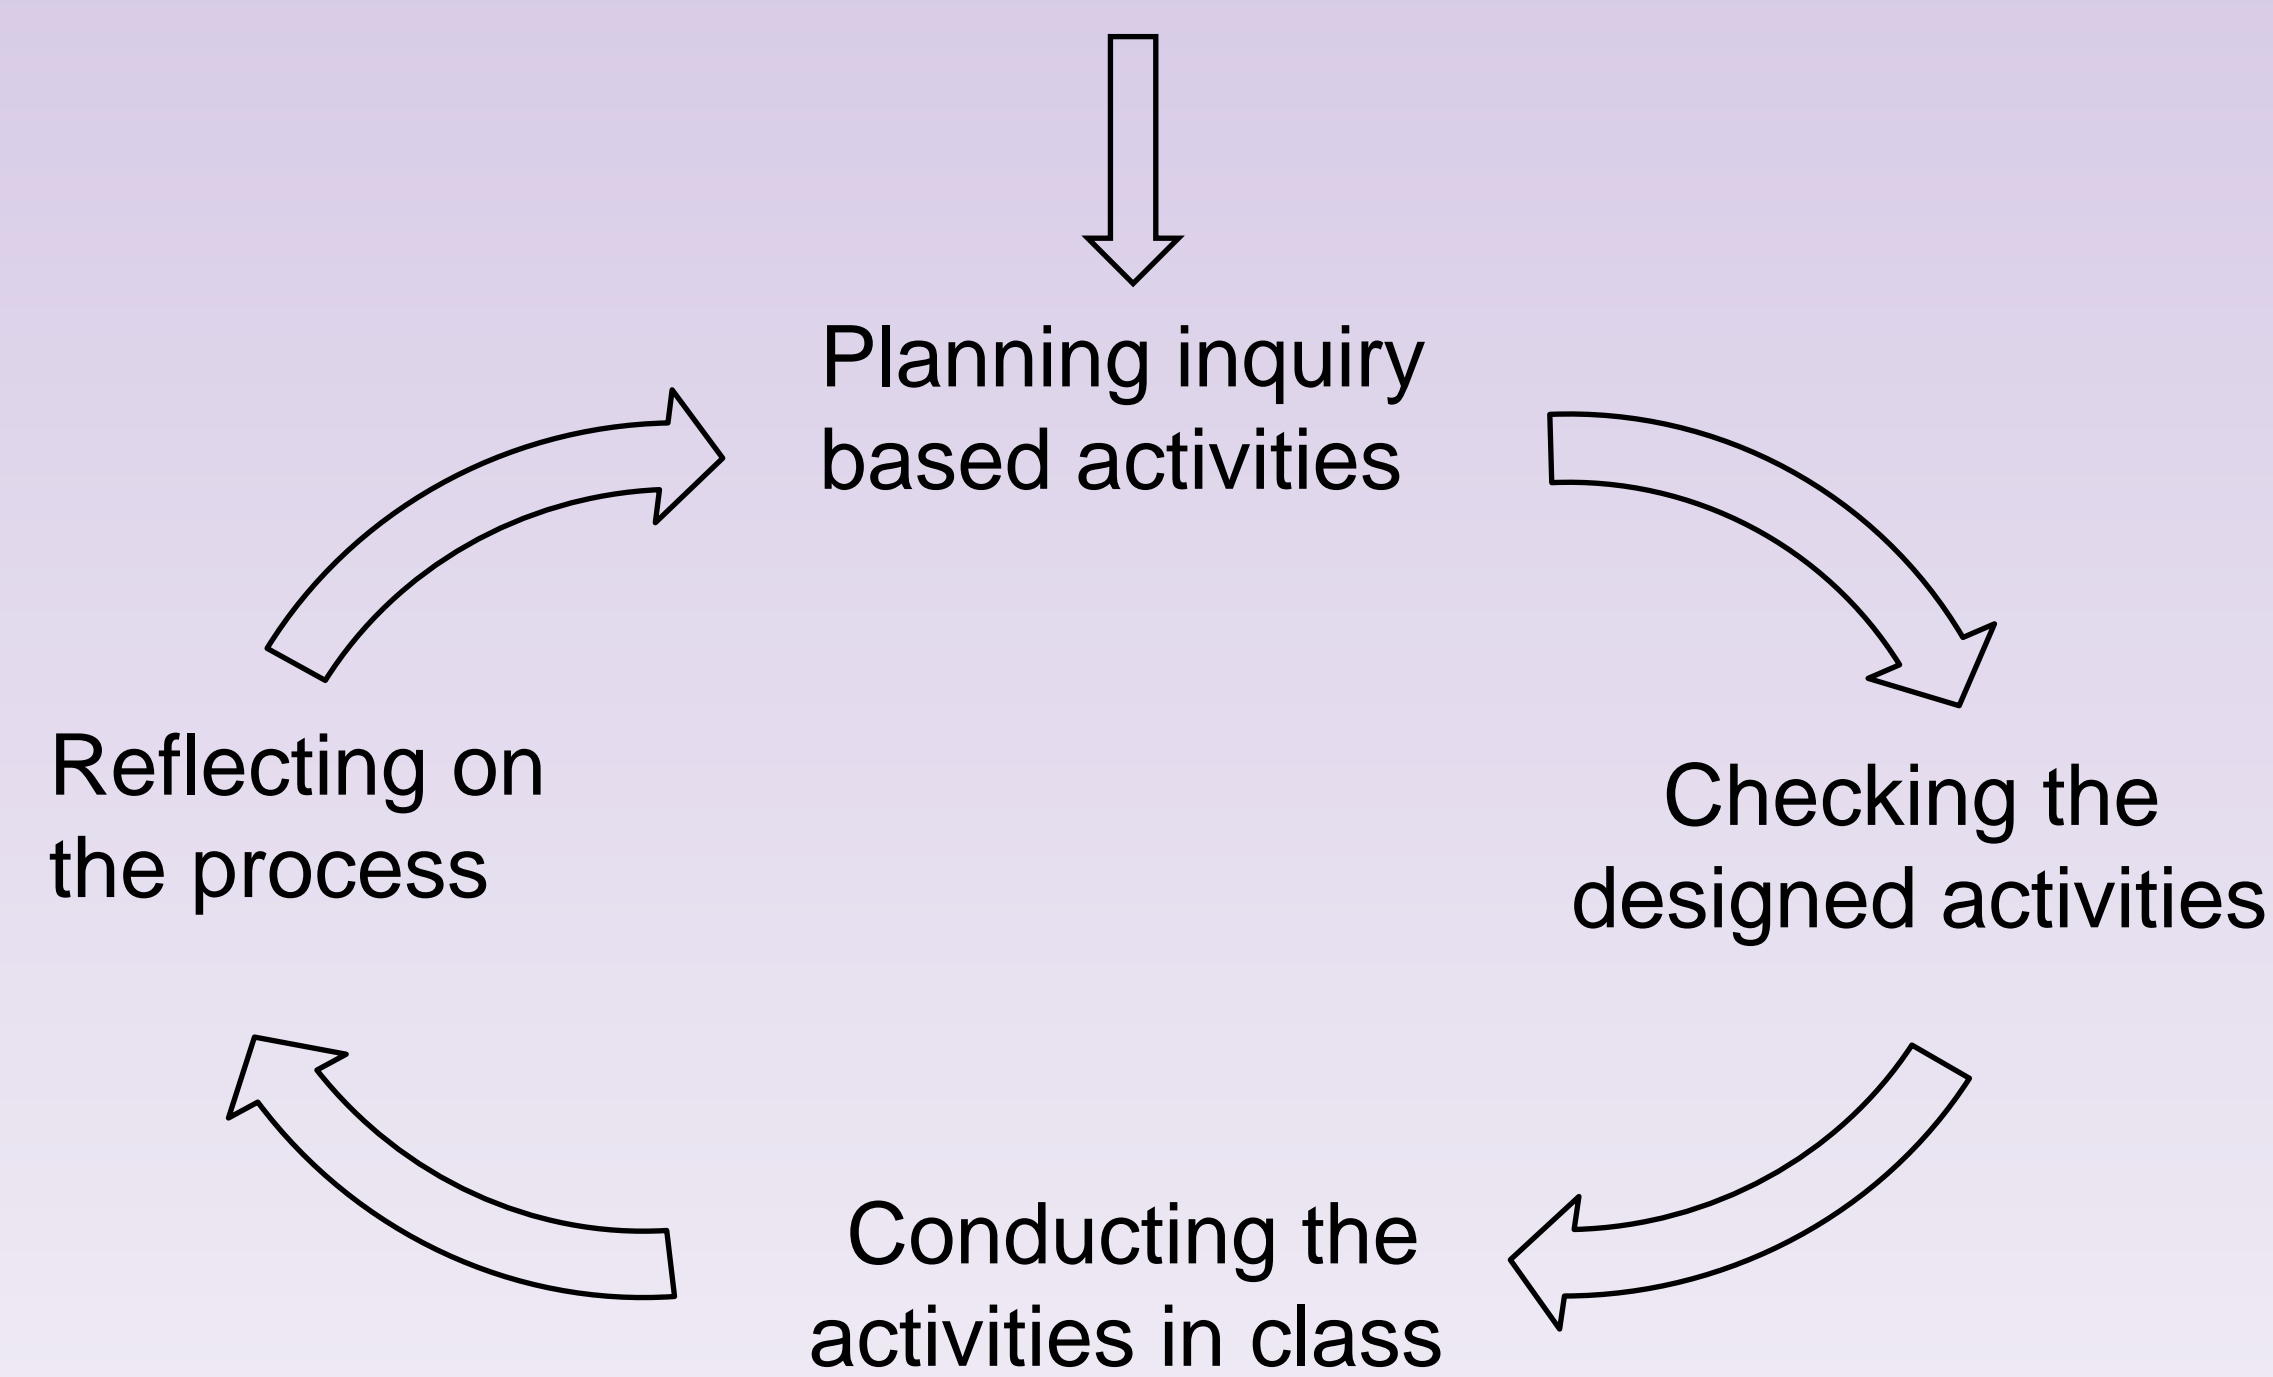 Planning inquiry
based activities
Checking the
designed activities
Conducting the
activities in class
Reflecting on
the process